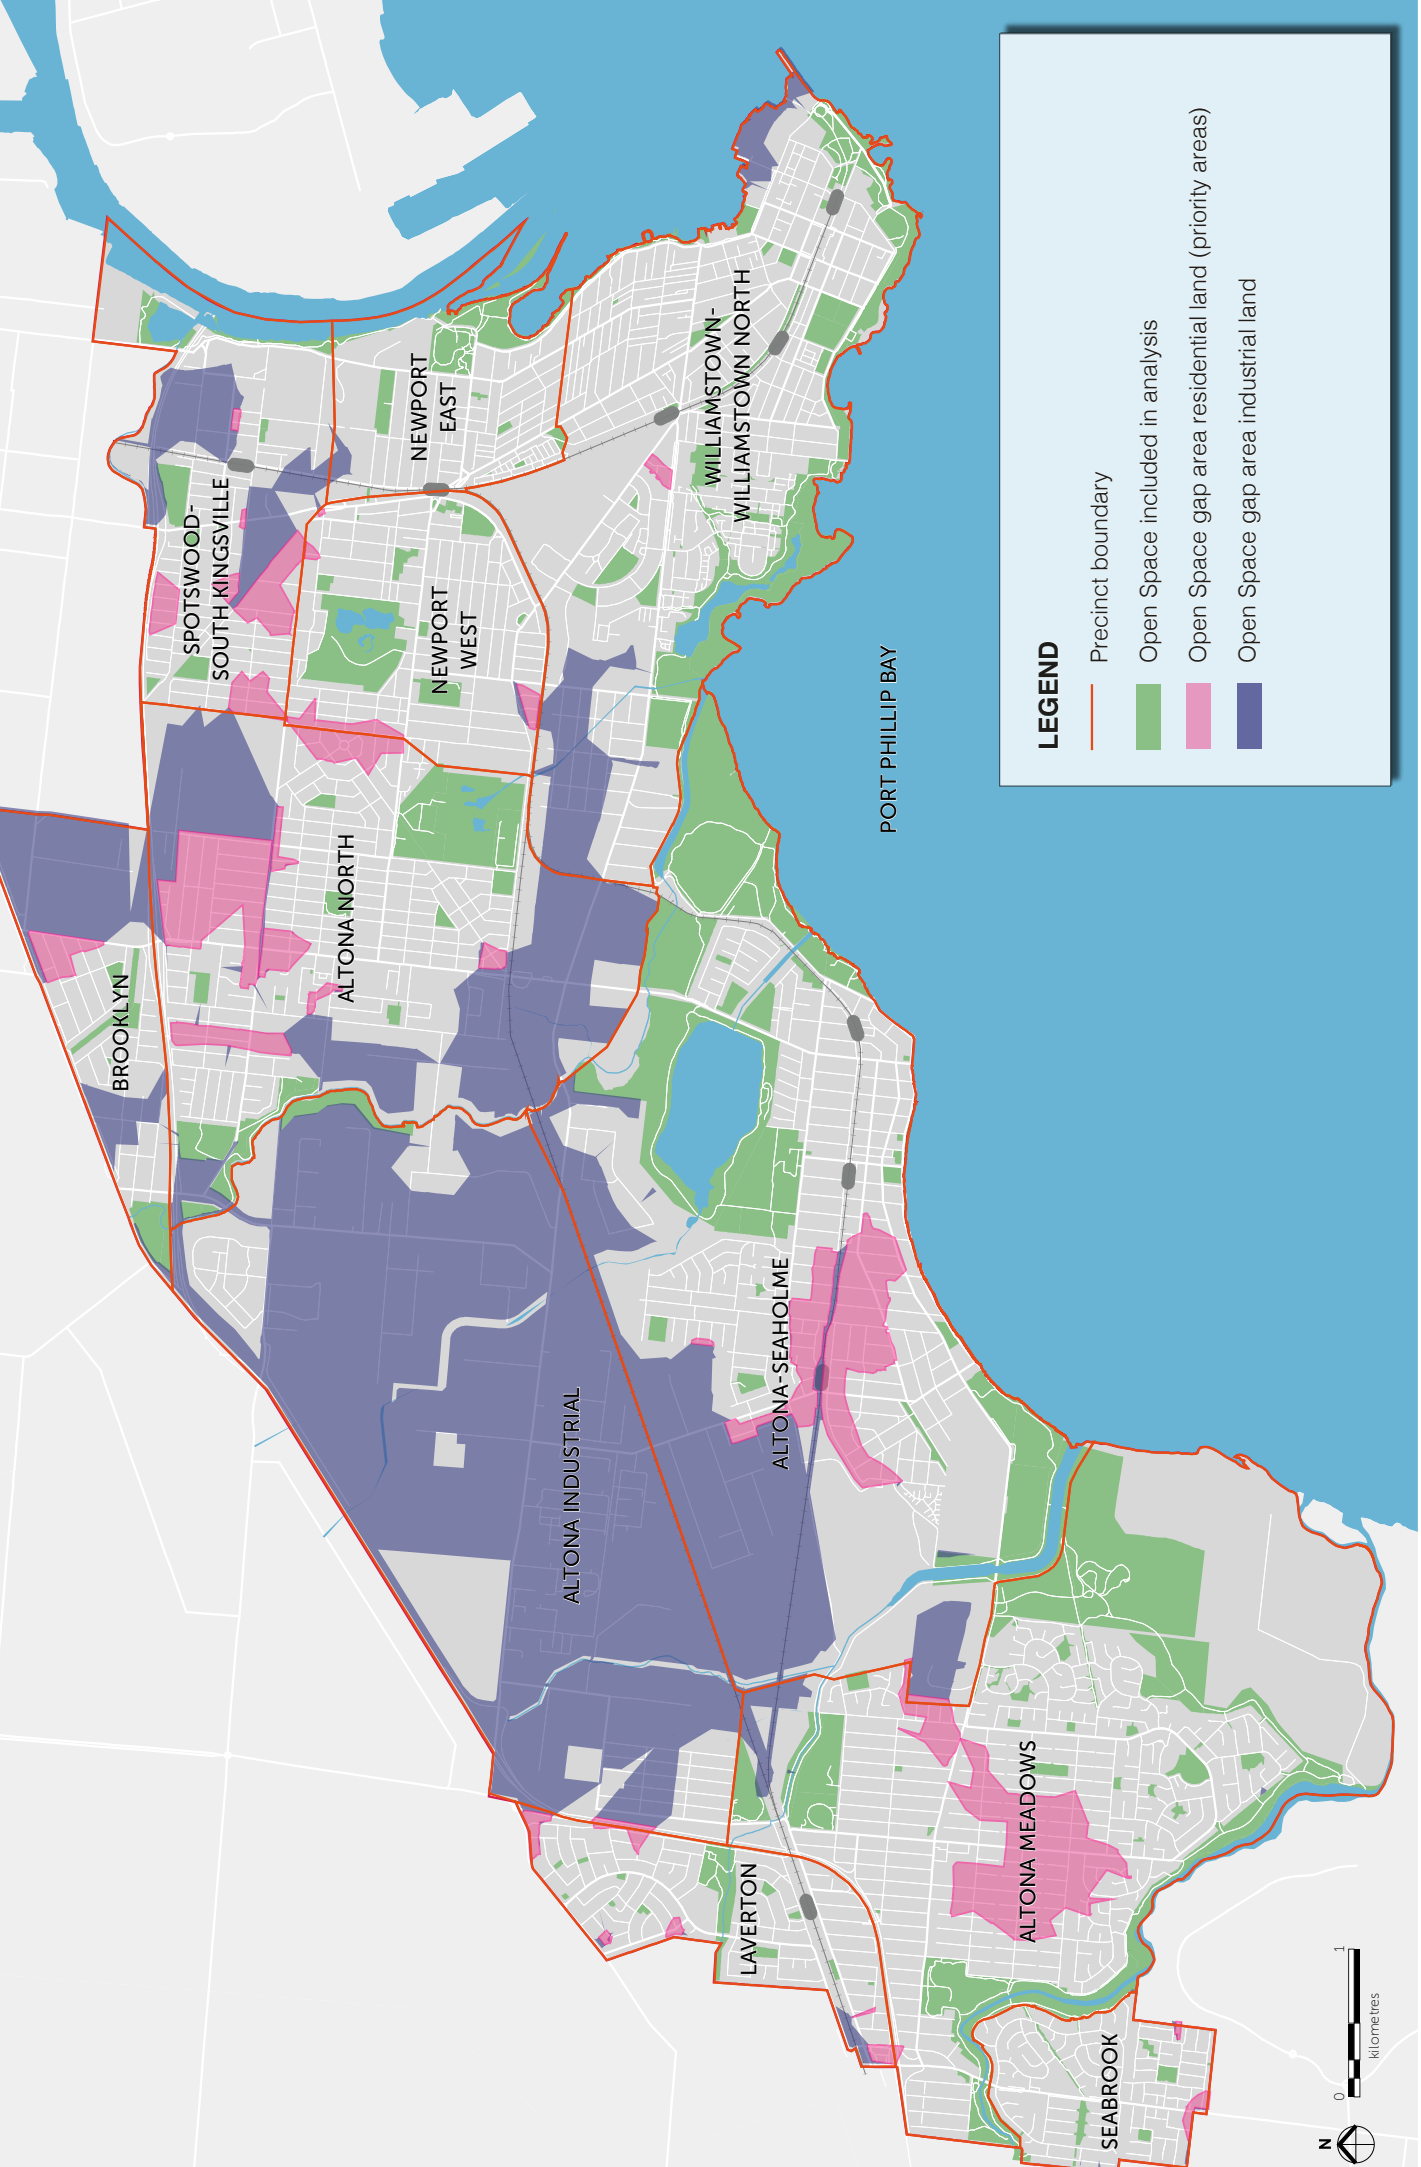 BROOKLYN
SPOTSWOOD-
SOUTH KINGSVILLE
NEWPORT
EAST
NEWPORT
WEST
ALTONA NORTH
WILLIAMSTOWN-
WILLIAMSTOWN NORTH
ALTONA INDUSTRIAL
ALTONA-SEAHOLME
LAVERTON
ALTONA MEADOWS
SEABROOK
PORT PHILLIP BAY
LEGEND
Precinct boundary
Open Space included in analysis
Open Space gap area residential land (priority areas)
Open Space gap area industrial land
N
0 1
kilometres